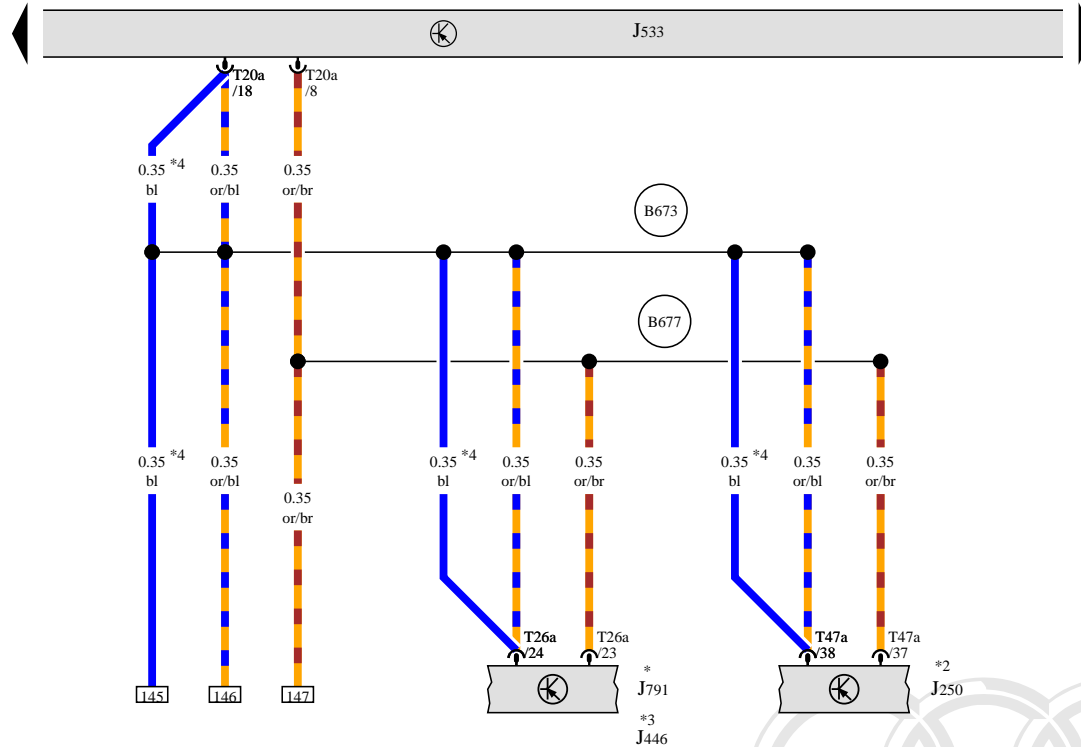 J533
T20a
/18
T20a
/8
0.35 *4
bl
0.35
or/bl
0.35
or/br
B673
B677
0.35 *4
bl
0.35
or/bl
0.35
or/br
0.35 *4
bl
0.35
or/bl
0.35
or/br
0.35 *4
bl
0.35
or/bl
0.35
or/br
T26a
/24
T26a
/23
T47a
/38
T47a
/37
145
146
147
*
J791
*3
J446
*2
J250